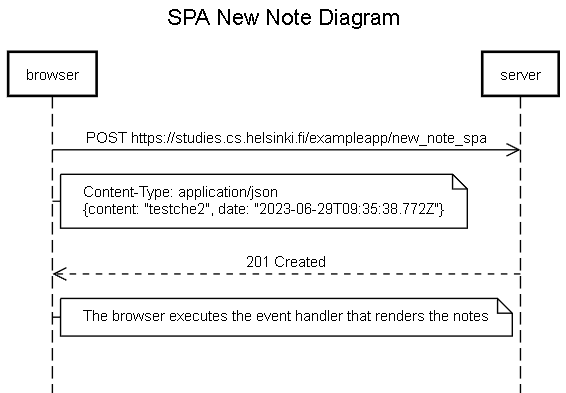 SPA New Note Diagram
browser
server
POST https://studies.cs.helsinki.fi/exampleapp/new_note_spa
Content-Type: application/json
{content: "testche2", date: "2023-06-29T09:35:38.772Z"}
201 Created
The browser executes the event handler that renders the notes